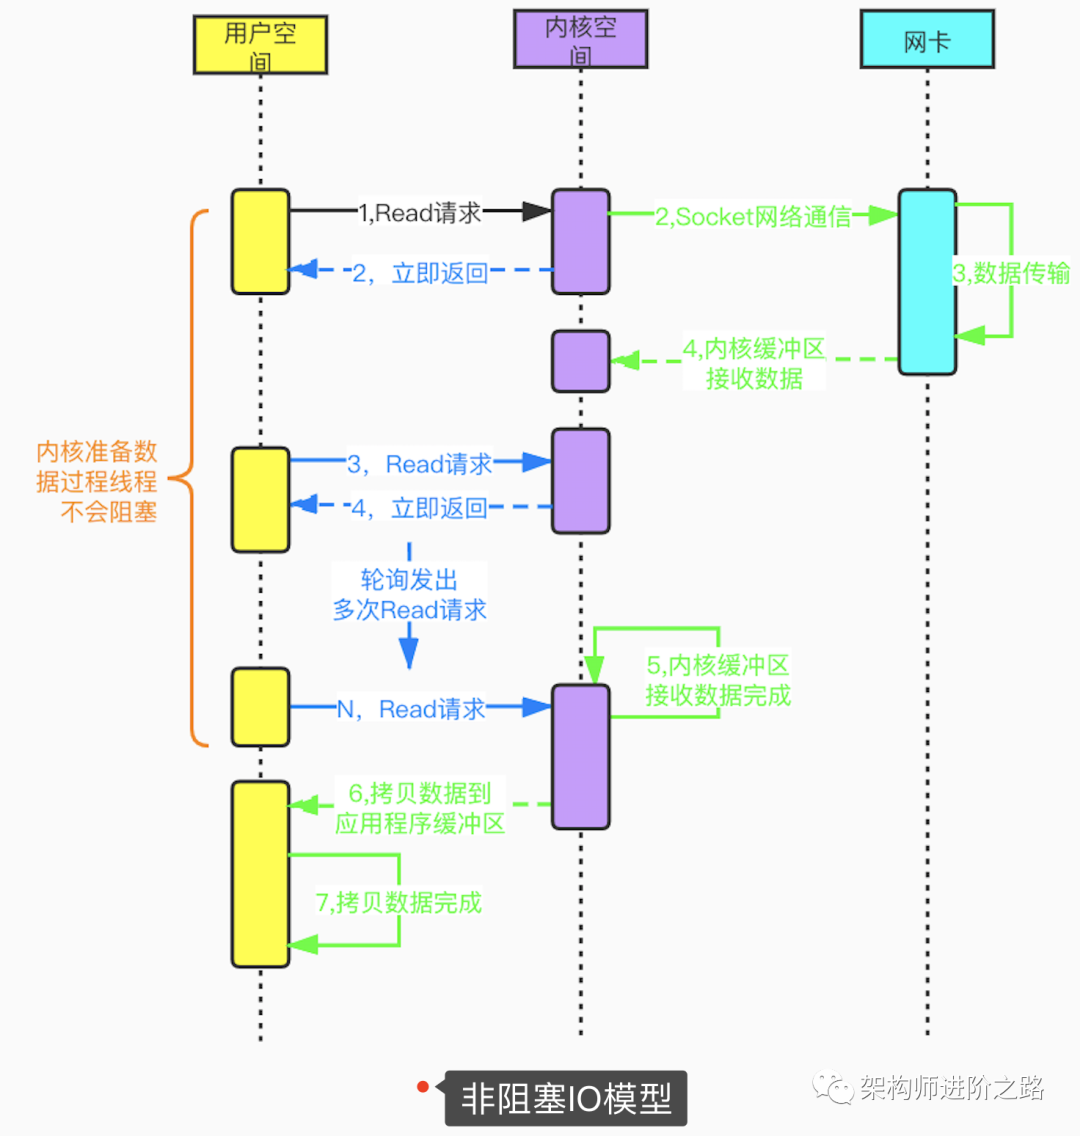 用户空
间
内核空
间
网卡
1,Read请求
2,Socket网络通信
2，立即返回
3,数据传输
4,内核缓冲区
接收数据
内核准备数
据过程线程
不会阻塞
3，Read请求
4，立即返回
轮询发出
多次Read请求
5,内核缓冲区
接收数据完成
N，Read请求
6,拷贝数据到
应用程序缓冲区
7,拷贝数据完成
非阻塞IO模型
架构师进阶之路